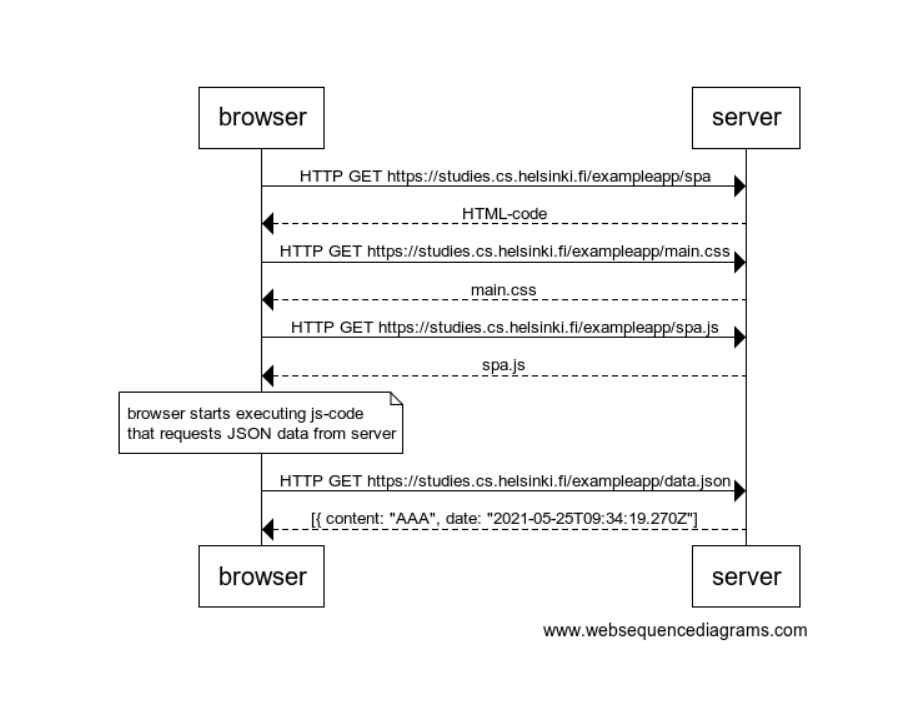 browser
server
HTTP GET https://studies.cs.helsinki.fi/exampleapp/spa
HTML-code
HTTP GET https://studies.cs.helsinki.fi/exampleapp/main.css
main.css
HTTP GET https://studies.cs.helsinki.fi/exampleapp/spa.js
spa.js
browser starts executing js-code
that requests JSON data from server
HTTP GET https://studies.cs.helsinki.fi/exampleapp/data.json
[{ content: "AAA", date: "2021-05-25T09:34:19.270Z"]
browser
server
www.websequencediagrams.com